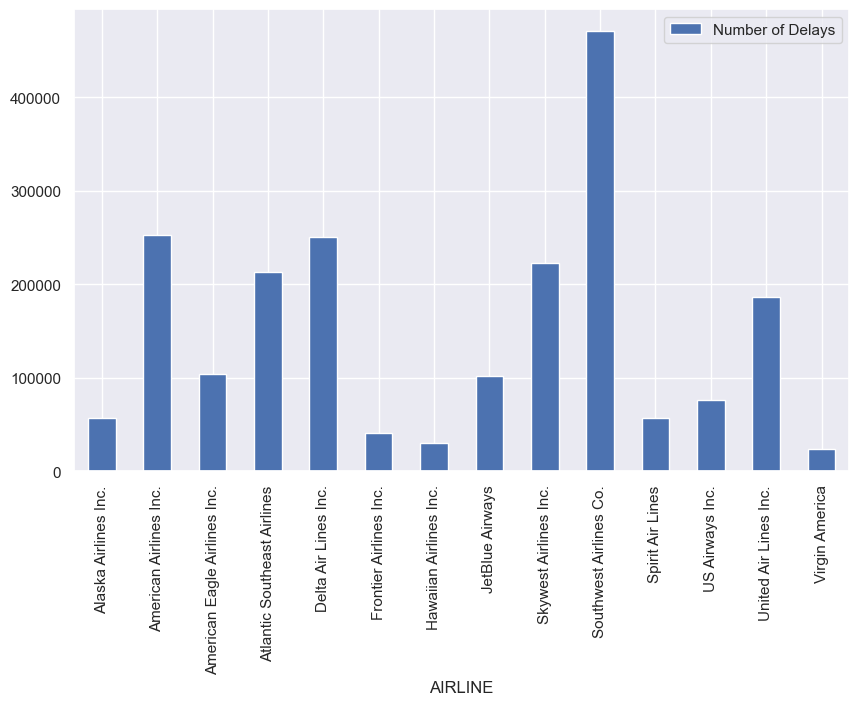 Number of Delays
400000
300000
200000
100000
0
Alaska Airlines Inc.
American Airlines Inc.
American Eagle Airlines Inc.
Atlantic Southeast Airlines
Delta Air Lines Inc.
Frontier Airlines Inc.
Hawaiian Airlines Inc.
JetBlue Airways
Skywest Airlines Inc.
Southwest Airlines Co.
Spirit Air Lines
US Airways Inc.
United Air Lines Inc.
Virgin America
AIRLINE